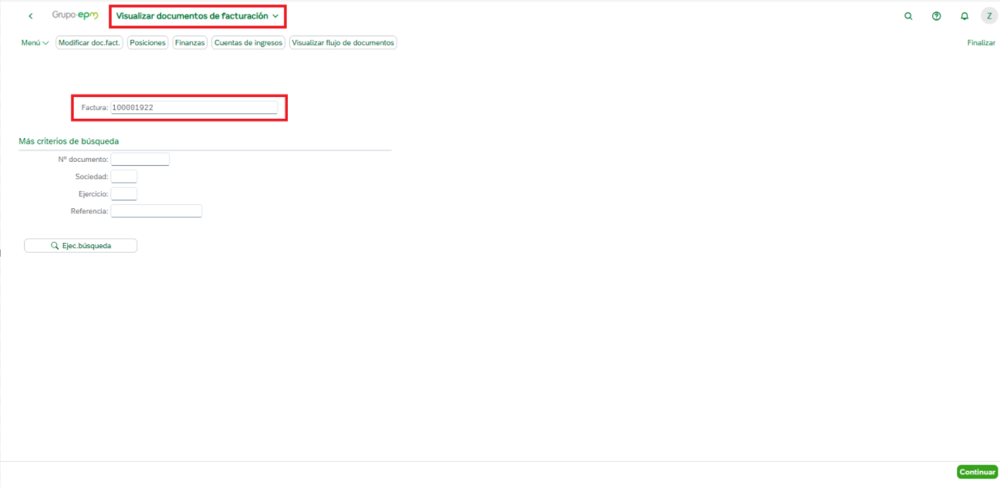 Grupo·epm Visualizar documentos de facturación
Z
Menú Modificar doc.fact. Posiciones Finanzas Cuentas de ingresos Visualizar flujo de documentos Finalizar
Factura: 100001922
Más criterios de búsqueda
Nº documento:
Sociedad:
Ejercicio:
Referencia:
Ejec.búsqueda
Continuar